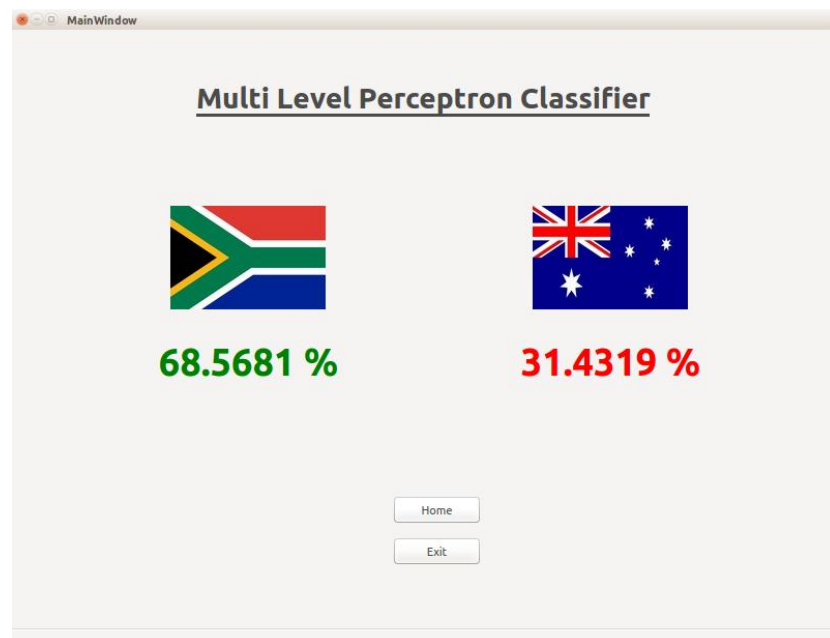 MainWindow
Multi Level Perceptron Classifier
68.5681 %
31.4319 %
Home
Exit